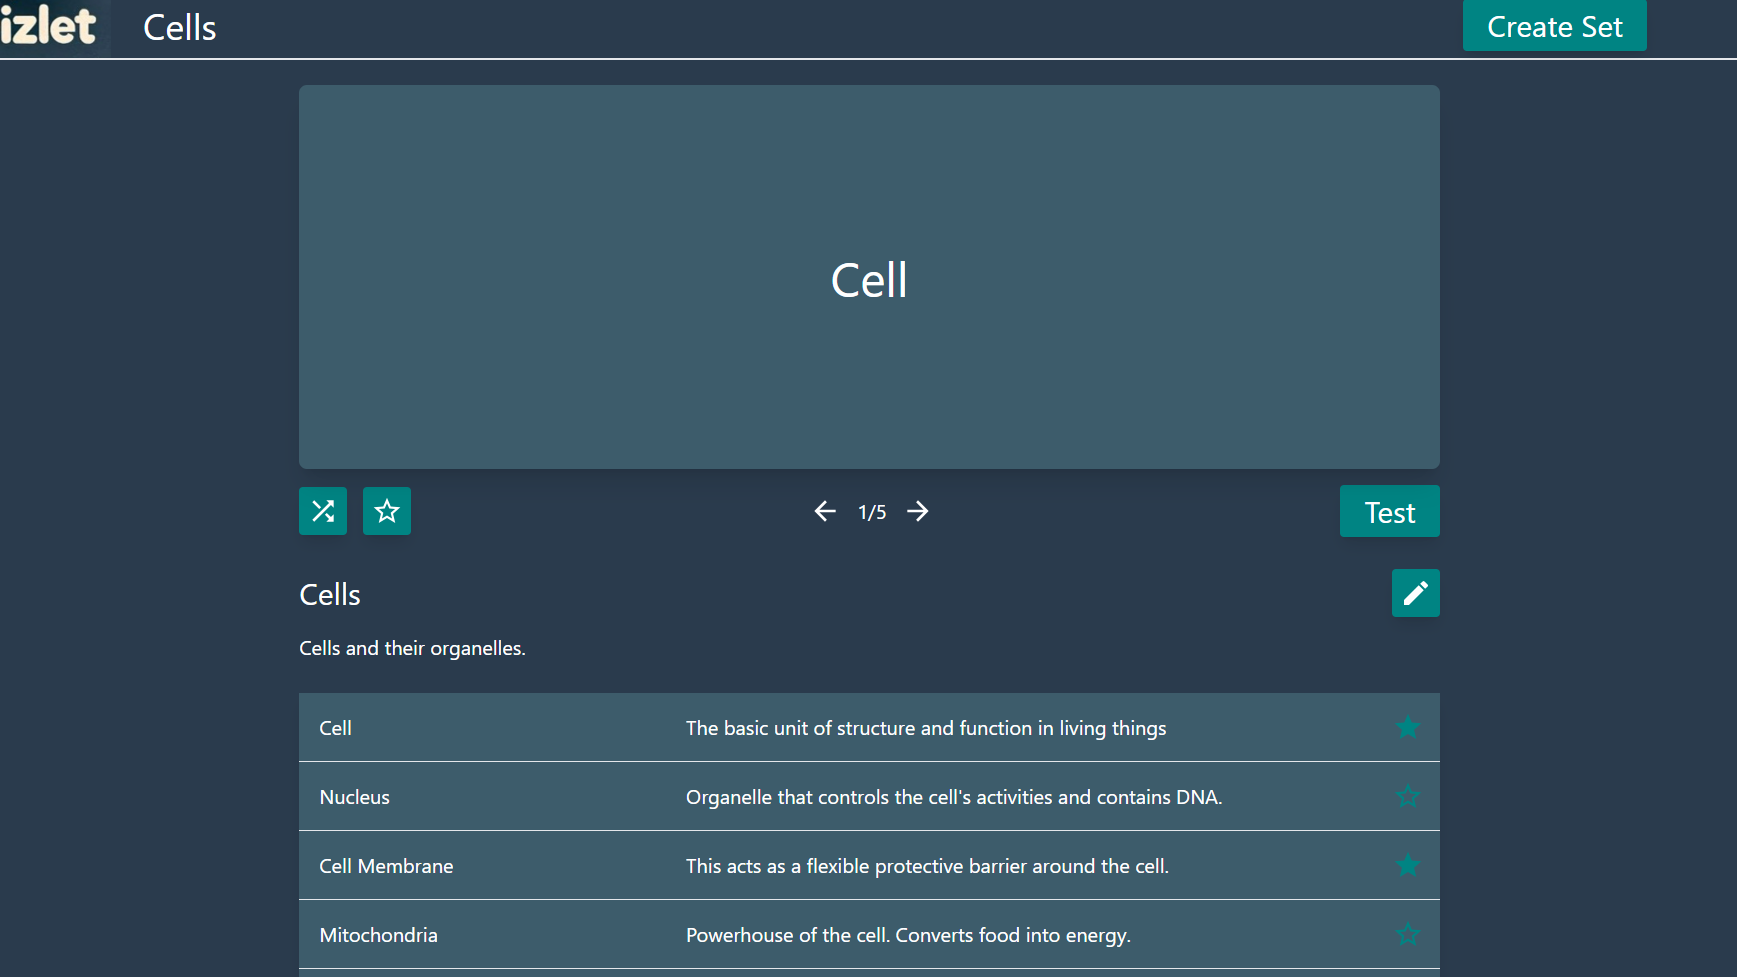 izlet
Cells
Create Set
Cell
1/5
Test
Cells
Cells and their organelles.
Cell The basic unit of structure and function in living things
Nucleus Organelle that controls the cell's activities and contains DNA.
Cell Membrane This acts as a flexible protective barrier around the cell.
Mitochondria Powerhouse of the cell. Converts food into energy.